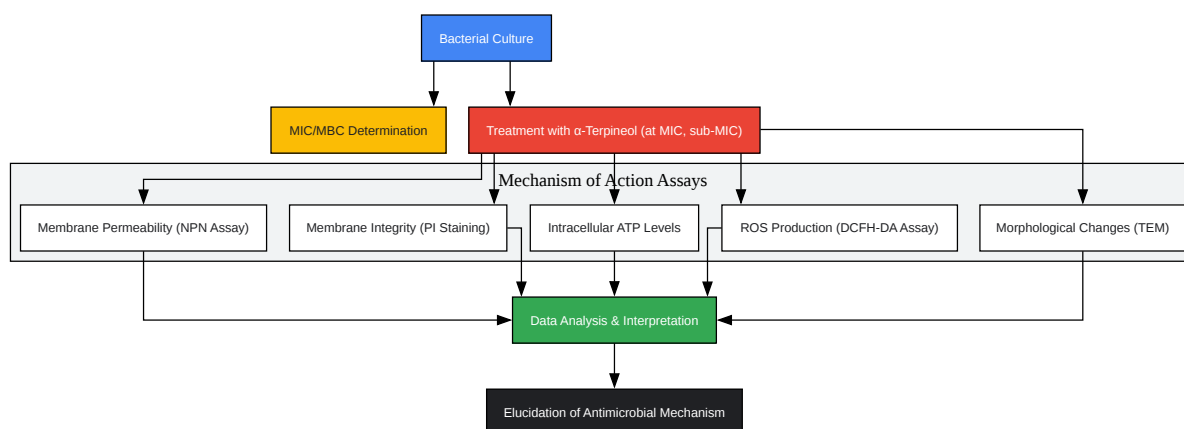 Bacterial Culture
MIC/MBC Determination
Treatment with α-Terpineol (at MIC, sub-MIC)
Mechanism of Action Assays
Membrane Permeability (NPN Assay)
Membrane Integrity (PI Staining)
Intracellular ATP Levels
ROS Production (DCFH-DA Assay)
Morphological Changes (TEM)
Data Analysis & Interpretation
Elucidation of Antimicrobial Mechanism